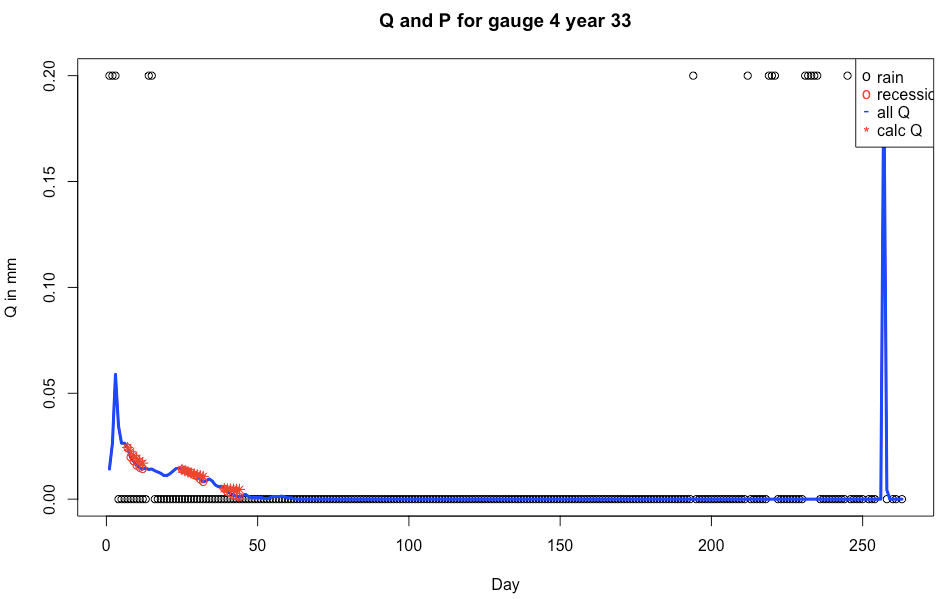 Q and P for gauge 4 year 33
Q in mm
0.20
0.15
0.10
0.05
0.00
o rain
o recessio
- all Q
* calc Q
0 50 100 150 200 250
Day